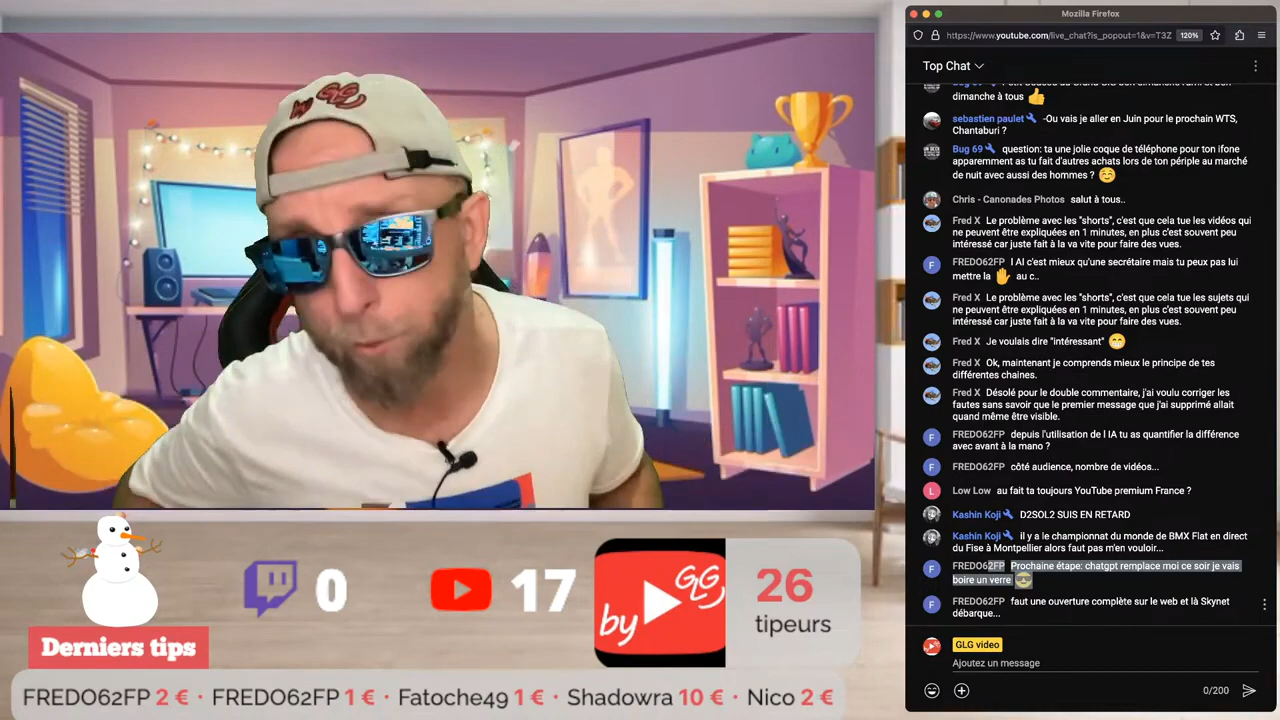 Mozilla Firefox
https://www.youtube.com/live_chat?is_popout=1&v=T3Z
120%
Top Chat
dimanche à tous 👍
sebastien paulet -Ou vais je aller en Juin pour le prochain WTS,
Chantaburi ?
Bug 69 question: ta une jolie coque de téléphone pour ton ifone
apparemment as tu fait d'autres achats lors de ton périple au marché
de nuit avec aussi des hommes ? ☺️
Chris - Canonades Photos salut à tous..
Fred X Le problème avec les "shorts", c'est que cela tue les vidéos qui
ne peuvent être expliquées en 1 minutes, en plus c'est souvent peu
intéressé car juste fait à la va vite pour faire des vues.
FREDO62FP l AI c'est mieux qu'une secrétaire mais tu peux pas lui
mettre la ✋ au c..
Fred X Le problème avec les "shorts", c'est que cela tue les sujets qui
ne peuvent être expliquées en 1 minutes, en plus c'est souvent peu
intéressé car juste fait à la va vite pour faire des vues.
Fred X Je voulais dire "intéressant" 😁
Fred X Ok, maintenant je comprends mieux le principe de tes
différentes chaines.
Fred X Désolé pour le double commentaire, j'ai voulu corriger les
fautes sans savoir que le premier message que j'ai supprimé allait
quand même être visible.
FREDO62FP depuis l'utilisation de l IA tu as quantifier la différence
avec avant à la mano ?
FREDO62FP côté audience, nombre de vidéos...
L
Low Low au fait ta toujours YouTube premium France ?
Kashin Koji D2SOL2 SUIS EN RETARD
Kashin Koji il y a le championnat du monde de BMX Flat en direct
du Fise à Montpellier alors faut pas m'en vouloir...
FREDO62FP Prochaine étape: chatgpt remplace moi ce soir je vais
boire un verre 😎
FREDO62FP faut une ouverture complète sur le web et là Skynet
débarque...
GLG video
Ajoutez un message
0/200
by GLG
0
17
by GLG
26
tipeurs
Derniers tips
FREDO62FP 2 € · FREDO62FP 1 € · Fatoche49 1 € · Shadowra 10 € · Nico 2 €